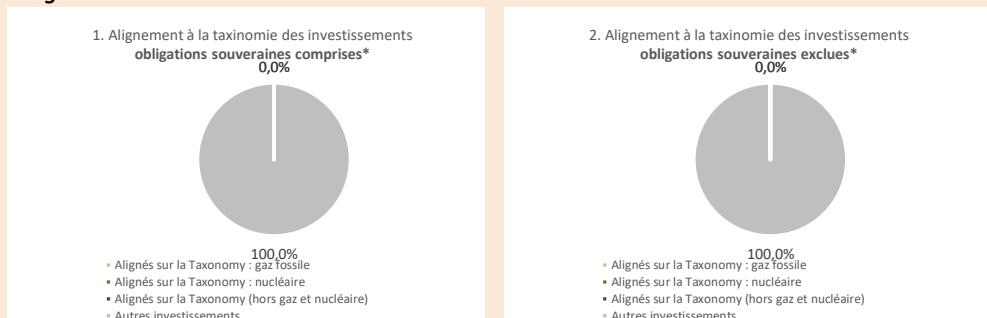 1. Alignement à la taxinomie des investissements
obligations souveraines comprises*
0,0%
100,0%
Alignés sur la Taxonomy : gaz fossile
Alignés sur la Taxonomy : nucléaire
Alignés sur la Taxonomy (hors gaz et nucléaire)
Autres investissements
2. Alignement à la taxinomie des investissements
obligations souveraines exclues*
0,0%
100,0%
Alignés sur la Taxonomy : gaz fossile
Alignés sur la Taxonomy : nucléaire
Alignés sur la Taxonomy (hors gaz et nucléaire)
Autres investissements